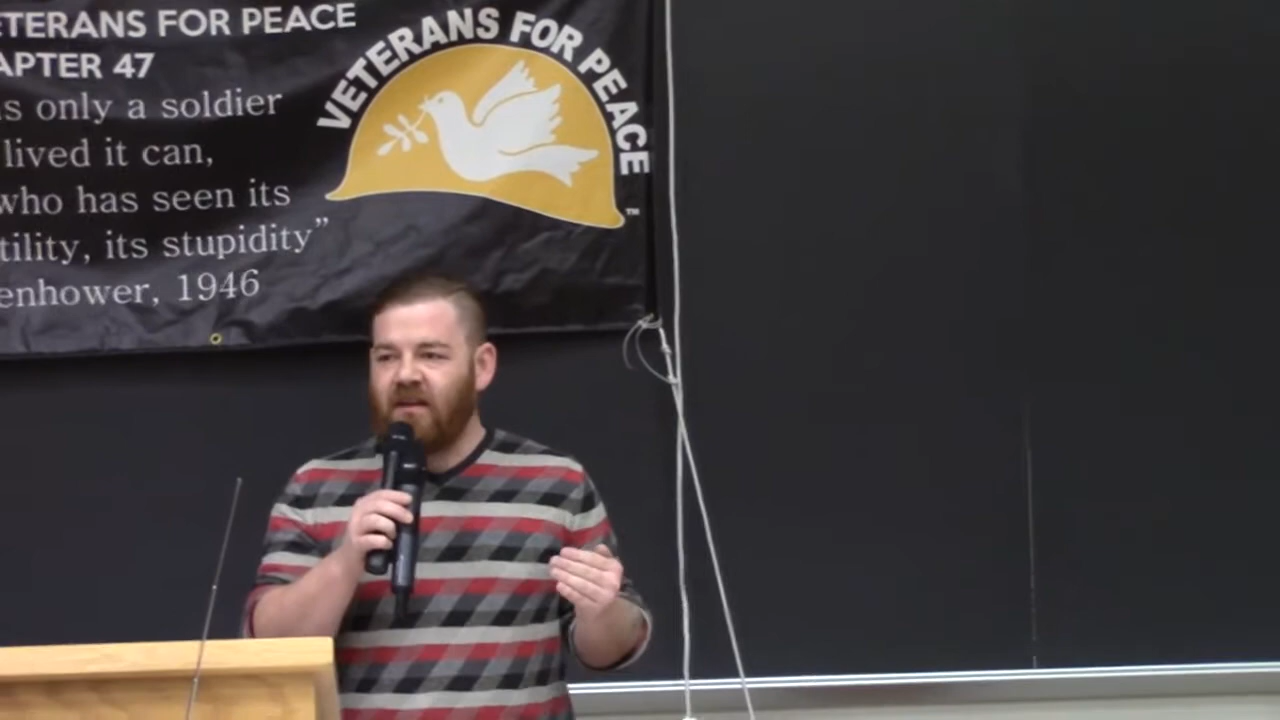 ETERANS FOR PEACE
APTER 47
s only a soldier
lived it can,
who has seen its
tility, its stupidity”
enhower, 1946
VETERANS FOR PEACE
™